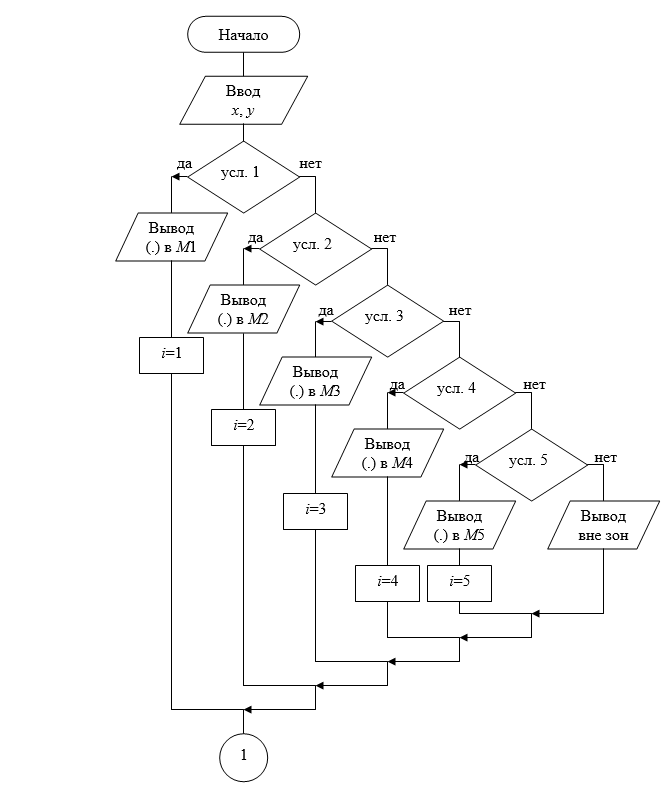 Начало
Ввод
x, y
да
усл. 1
нет
Вывод
(.) в M1
да
усл. 2
нет
Вывод
(.) в M2
да
усл. 3
нет
i=1
Вывод
(.) в M3
да
усл. 4
нет
i=2
Вывод
(.) в M4
да
усл. 5
нет
i=3
Вывод
(.) в M5
Вывод
вне зон
i=4
i=5
1